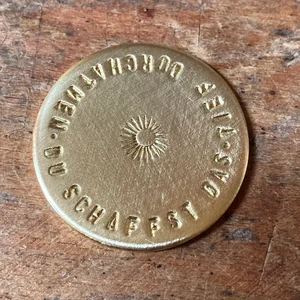 TIEF DURCHATMEN · DU SCHAFFST DAS ·